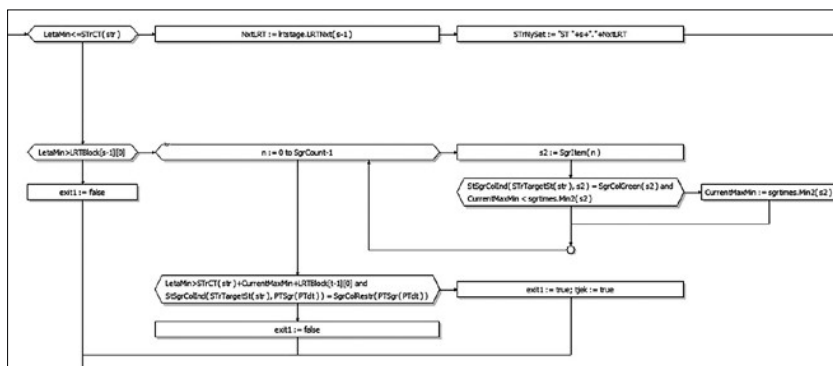 LetaMin<=STrCT(str)
NxtLRT := lrtstage.LRTNxt(s-1)
STrNySet := "ST "+s+"."+NxtLRT
LetaMin>LRTBlock[s-1][0]
n := 0 to SgrCount-1
s2 := SgrItem(n)
exit1 := false
StSgrColInd(STrTargetSt(str), s2) = SgrColGreen(s2) and
CurrentMaxMin < sgrtimes.Min2(s2)
CurrentMaxMin := sgrtimes.Min2(s2)
LetaMin>STrCT(str)+CurrentMaxMin+LRTBlock[t-1][0] and
StSgrColInd(STrTargetSt(str), PTSgr(PTdt)) = SgrColRestr(PTSgr(PTdt))
exit1 := true; tjek := true
exit1 := false